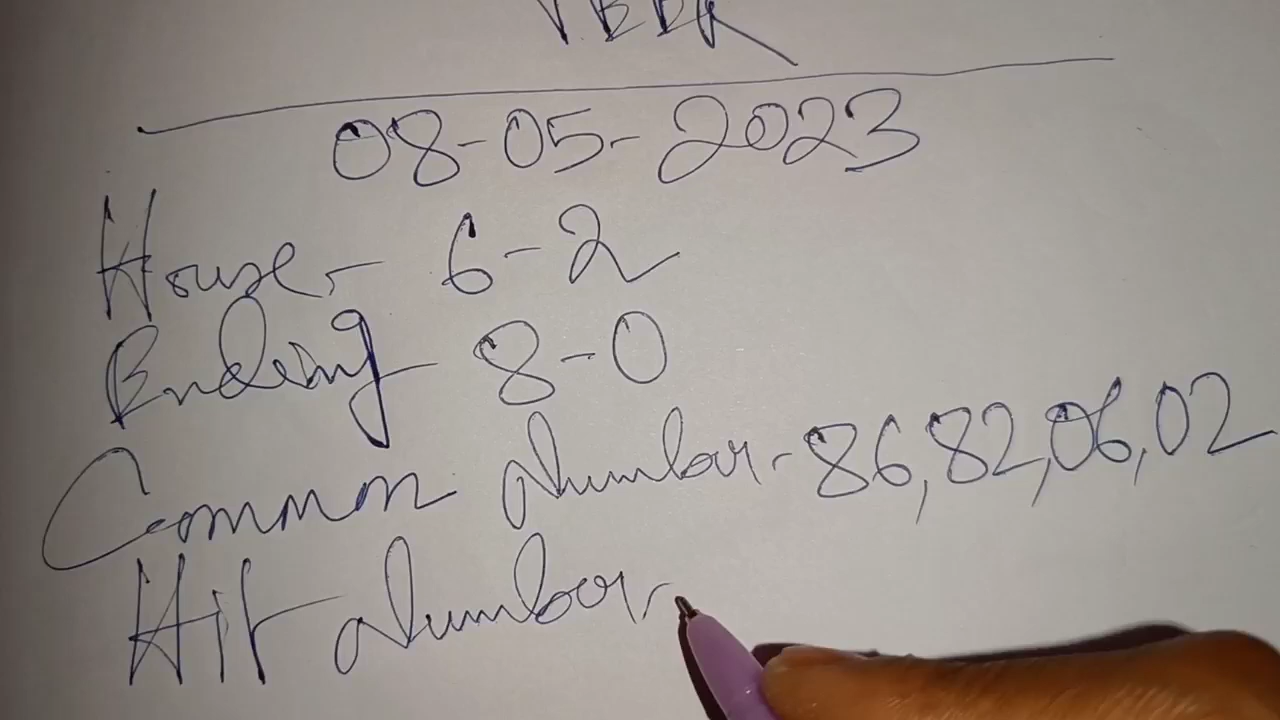 08-05-2023
House - 6-2
Ending - 8-0
Common Number - 86, 82, 06, 02
Hit Number -